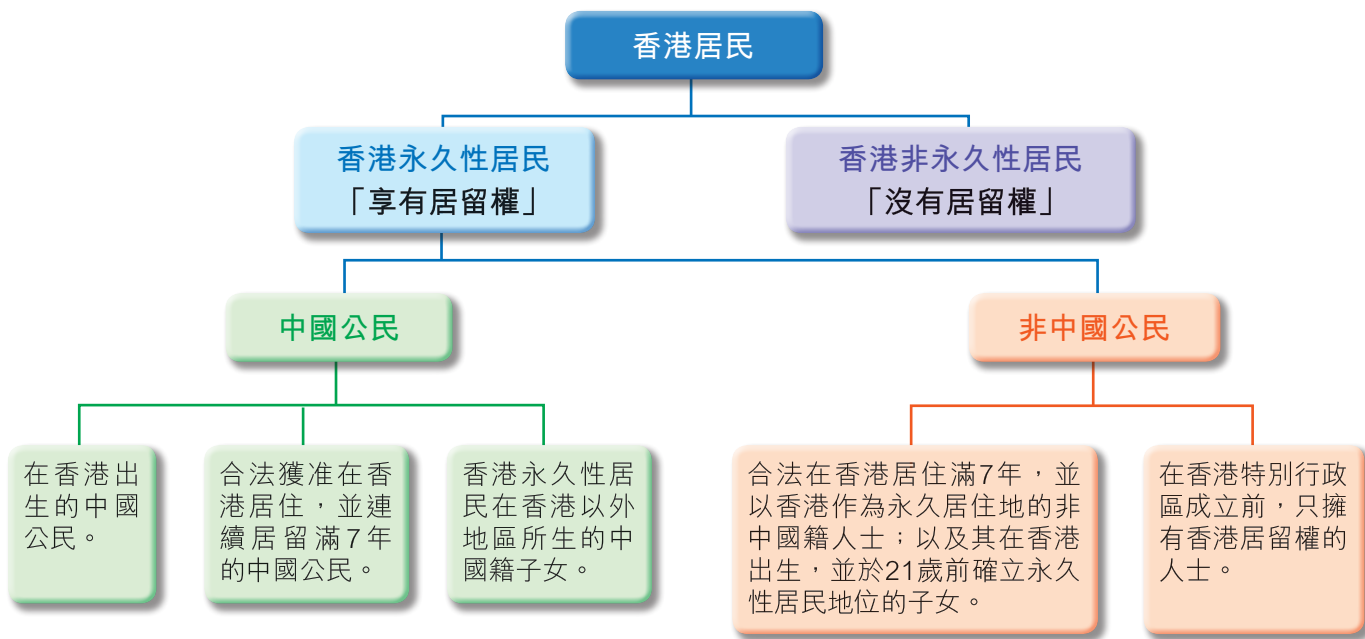 香港居民
香港永久性居民
「享有居留權」
香港非永久性居民
「沒有居留權」
中國公民
非中國公民
在香港出
生的中國
公民。
合法獲准在香
港居住，並連
續居留滿7年
的中國公民。
香港永久性居
民在香港以外
地區所生的中
國籍子女。
合法在香港居住滿7年，並
以香港作為永久居住地的非
中國籍人士；以及其在香港
出生，並於21歲前確立永久
性居民地位的子女。
在香港特別行政
區成立前，只擁
有香港居留權的
人士。